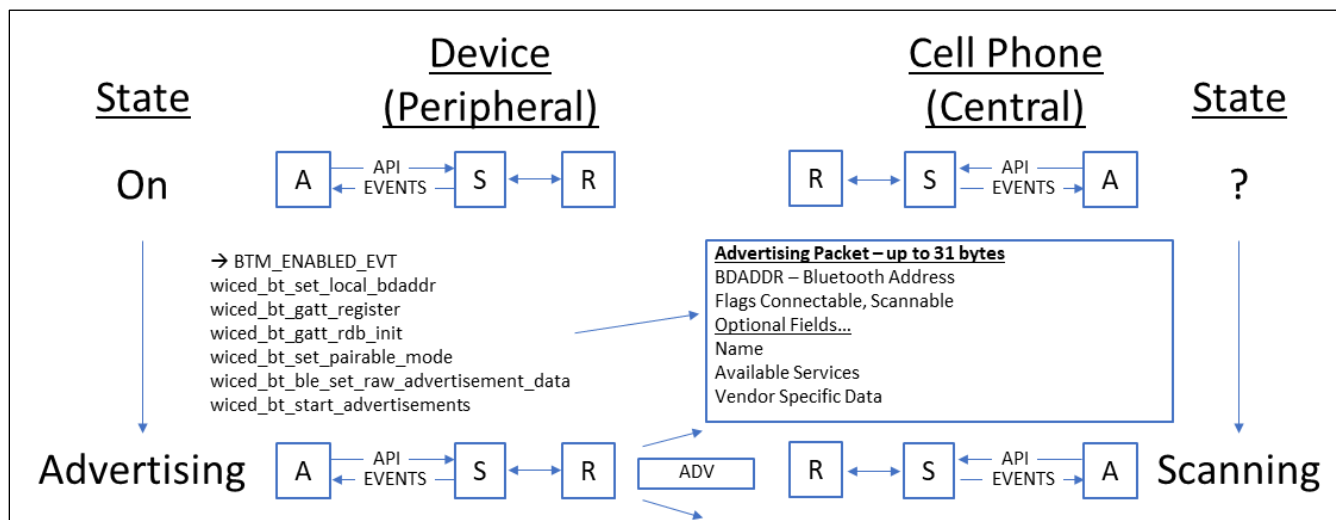 State
Device
(Peripheral)
Cell Phone
(Central)
State
On
A
API
EVENTS
S
R
R
S
API
EVENTS
A
?
→ BTM_ENABLED_EVT
wiced_bt_set_local_bdaddr
wiced_bt_gatt_register
wiced_bt_gatt_rdb_init
wiced_bt_set_pairable_mode
wiced_bt_ble_set_raw_advertisement_data
wiced_bt_start_advertisements
Advertising Packet – up to 31 bytes
BDADDR – Bluetooth Address
Flags Connectable, Scannable
Optional Fields...
Name
Available Services
Vendor Specific Data
Advertising
A
API
EVENTS
S
R
ADV
R
S
API
EVENTS
A
Scanning